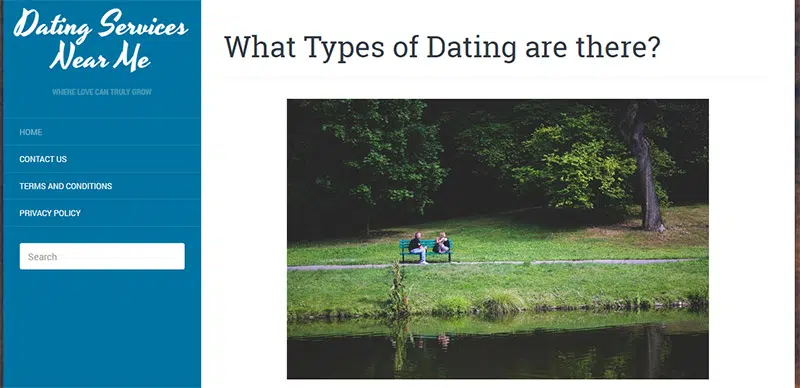 Dating Services
Near Me
WHERE LOVE CAN TRULY GROW
HOME
CONTACT US
TERMS AND CONDITIONS
PRIVACY POLICY
Search
What Types of Dating are there?